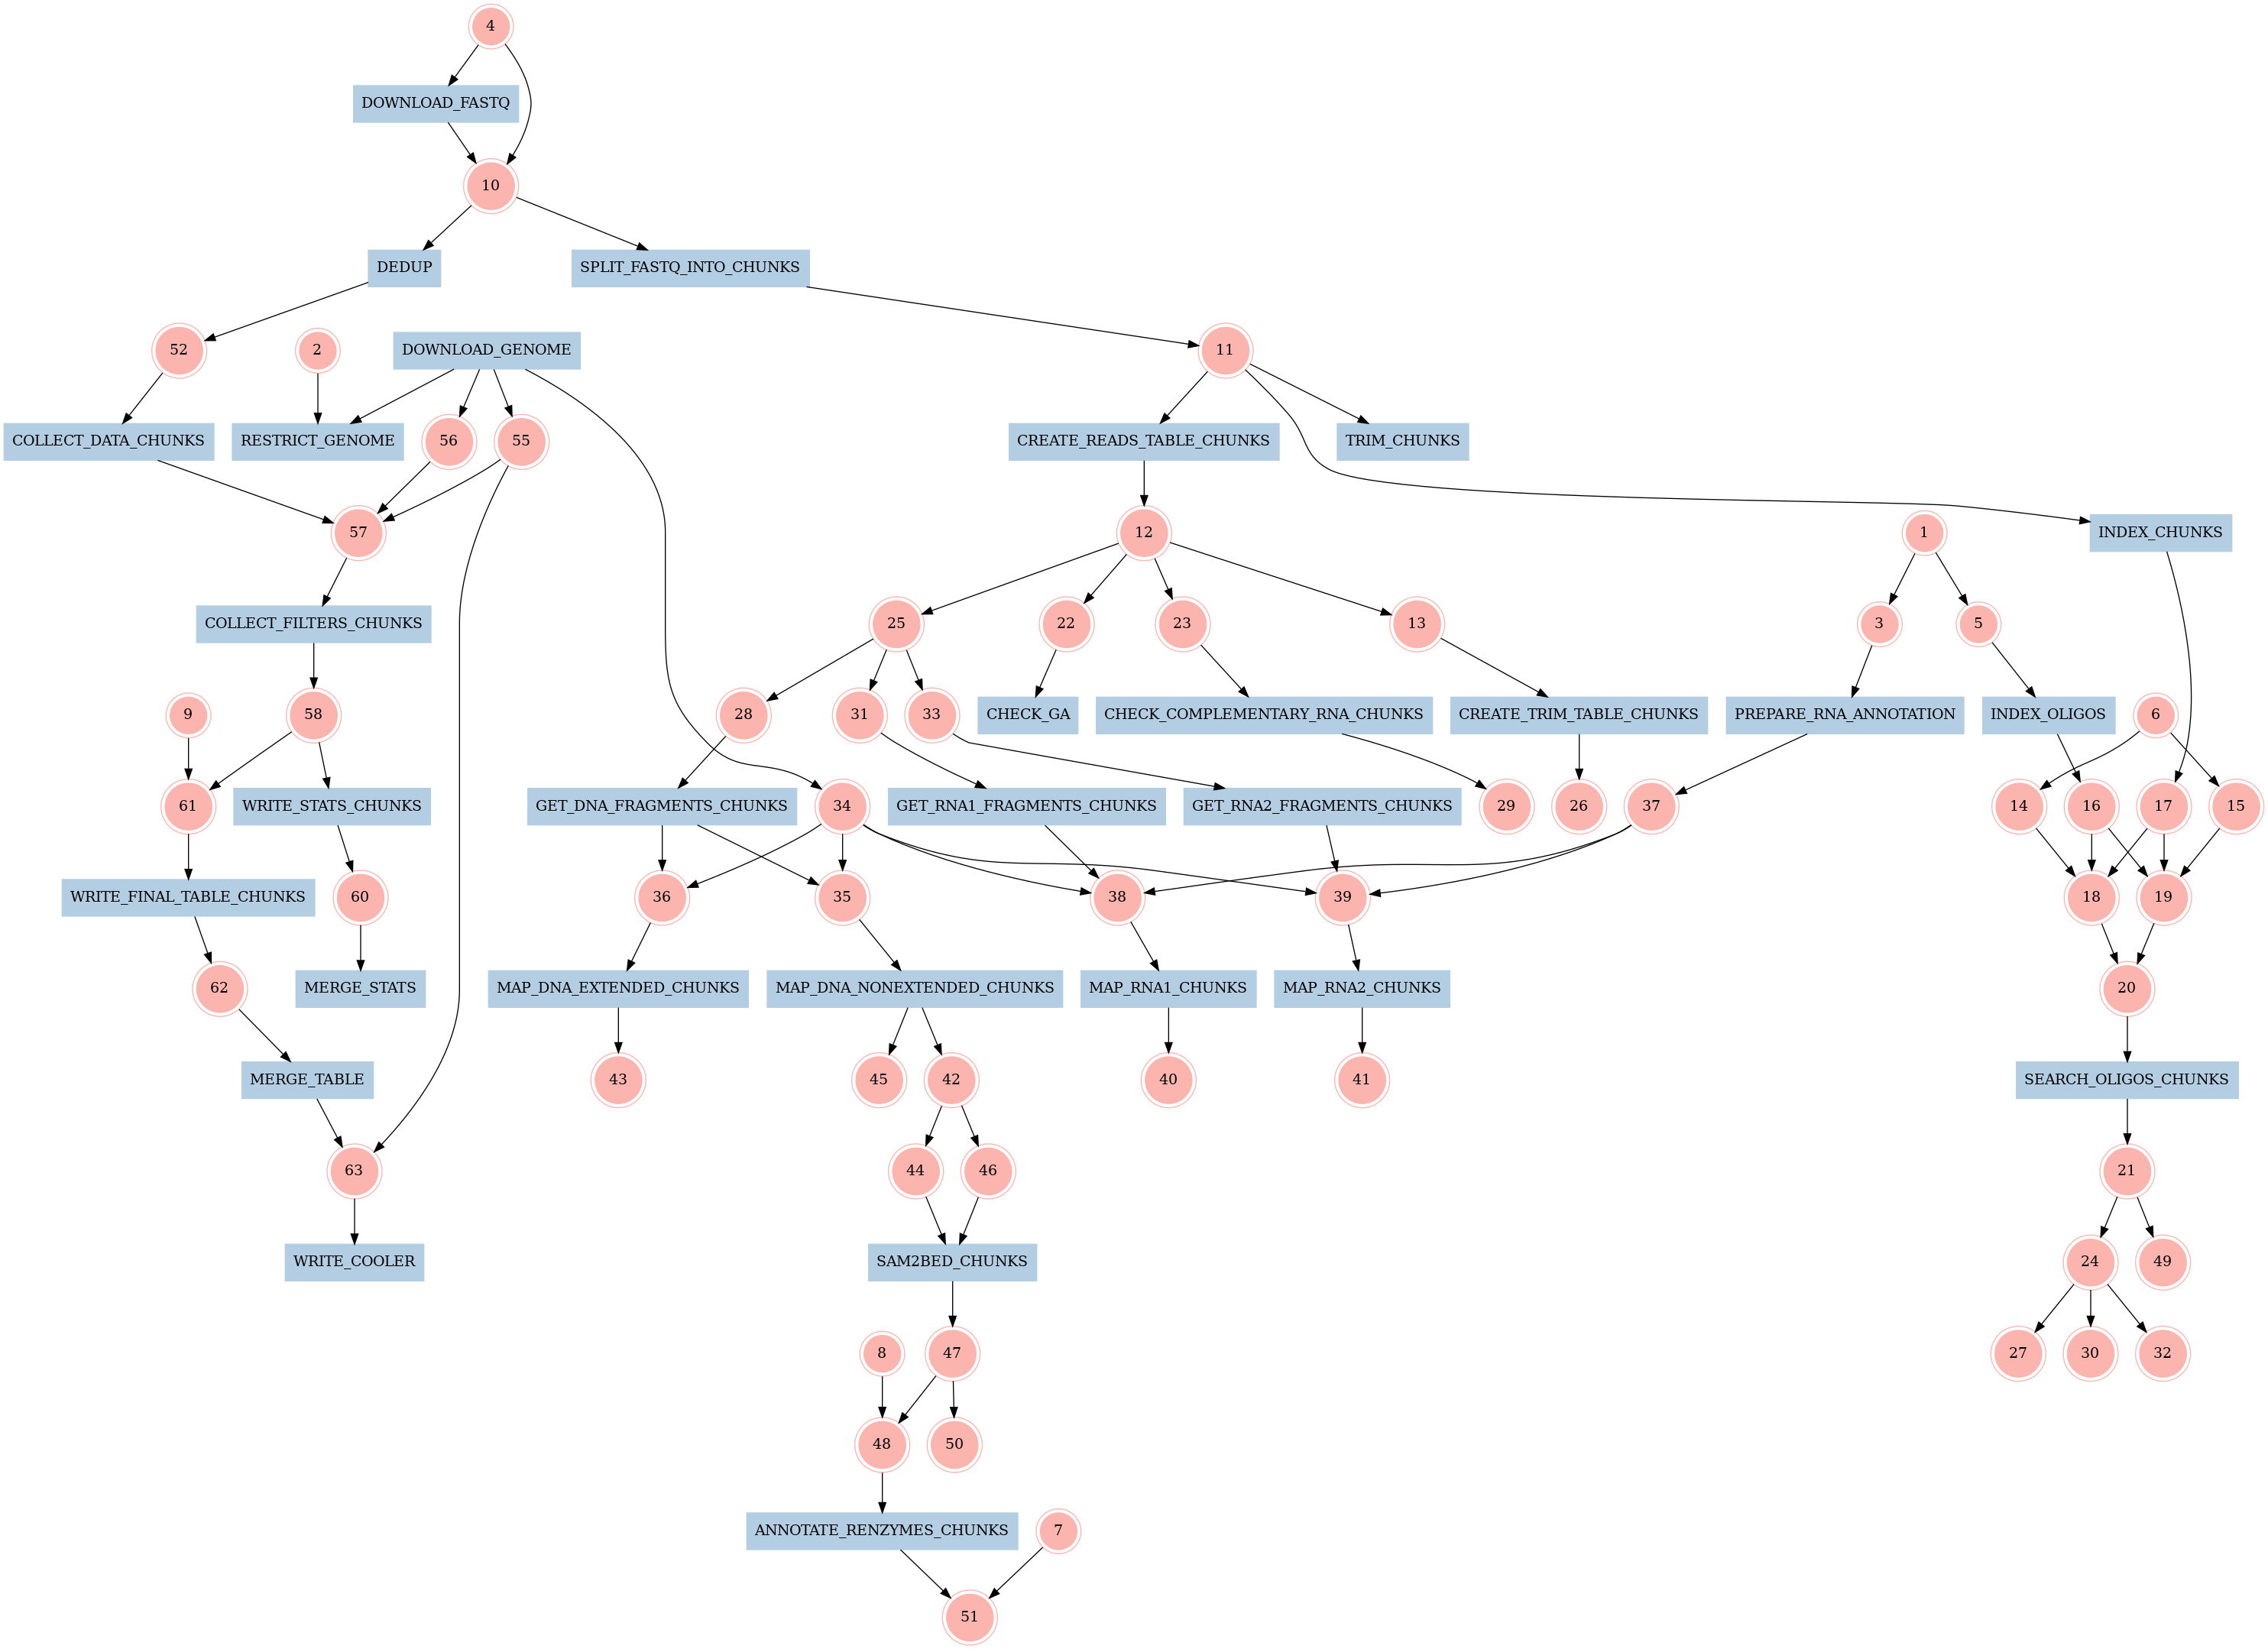 4
DOWNLOAD_FASTQ
10
DEDUP
SPLIT_FASTQ_INTO_CHUNKS
52
2
DOWNLOAD_GENOME
11
COLLECT_DATA_CHUNKS
RESTRICT_GENOME
56
55
CREATE_READS_TABLE_CHUNKS
TRIM_CHUNKS
57
12
1
INDEX_CHUNKS
COLLECT_FILTERS_CHUNKS
25
22
23
13
3
5
9
58
28
31
33
CHECK_GA
CHECK_COMPLEMENTARY_RNA_CHUNKS
CREATE_TRIM_TABLE_CHUNKS
PREPARE_RNA_ANNOTATION
INDEX_OLIGOS
6
61
WRITE_STATS_CHUNKS
GET_DNA_FRAGMENTS_CHUNKS
34
GET_RNA1_FRAGMENTS_CHUNKS
GET_RNA2_FRAGMENTS_CHUNKS
29
26
37
14
16
17
15
WRITE_FINAL_TABLE_CHUNKS
60
36
35
38
39
18
19
62
MERGE_STATS
MAP_DNA_EXTENDED_CHUNKS
MAP_DNA_NONEXTENDED_CHUNKS
MAP_RNA1_CHUNKS
MAP_RNA2_CHUNKS
20
MERGE_TABLE
43
45
42
40
41
SEARCH_OLIGOS_CHUNKS
63
44
46
21
WRITE_COOLER
SAM2BED_CHUNKS
24
49
8
47
27
30
32
48
50
ANNOTATE_RENZYMES_CHUNKS
7
51